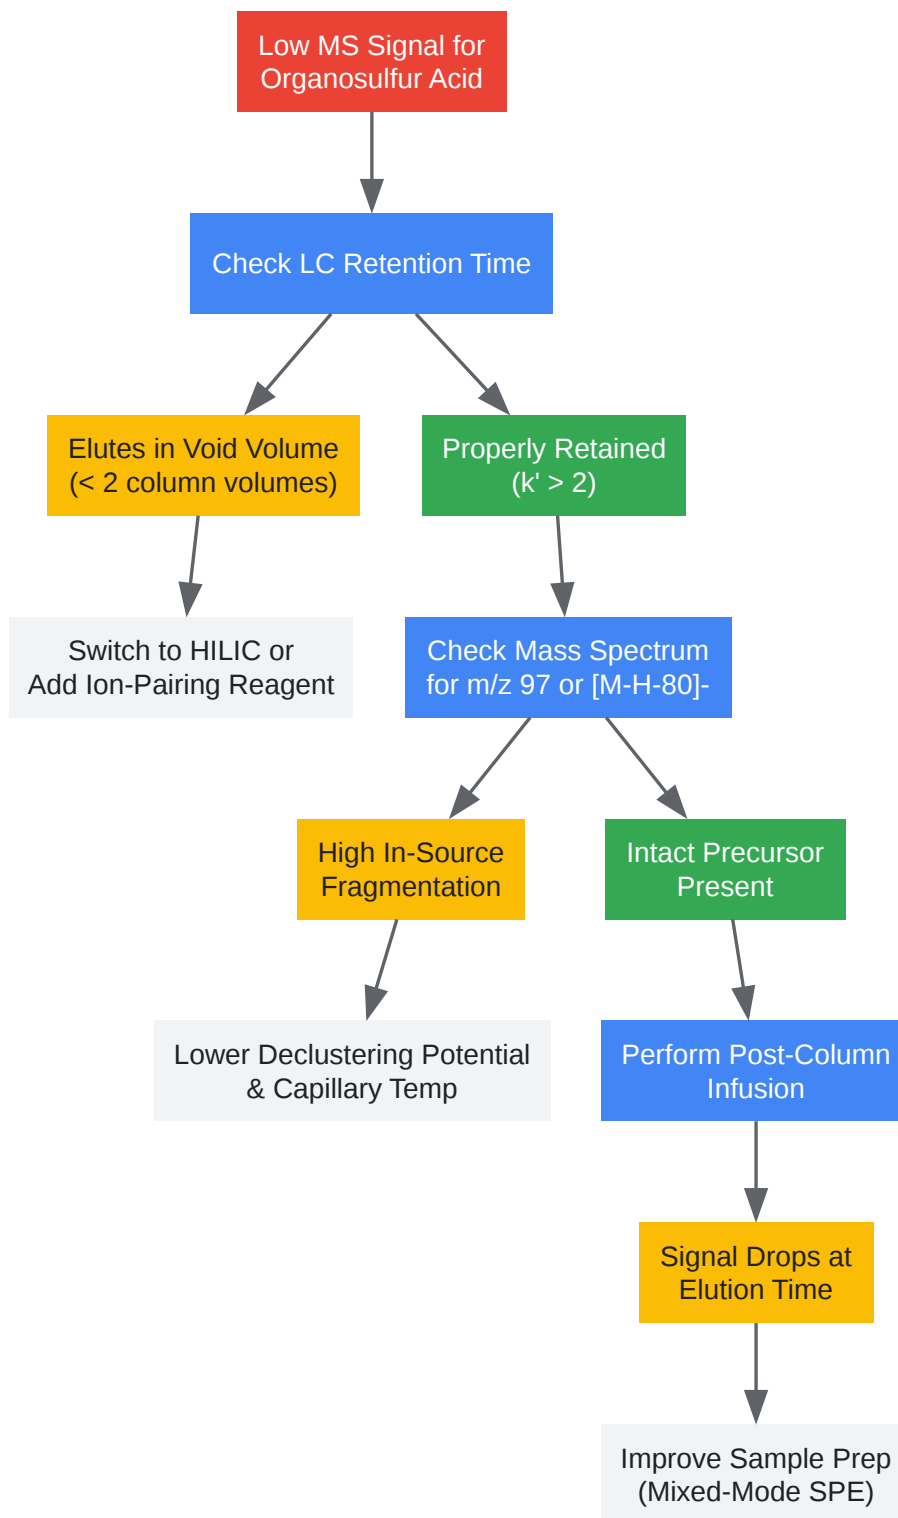 Low MS Signal for
Organosulfur Acid
Check LC Retention Time
Elutes in Void Volume
(< 2 column volumes)
Properly Retained
(k' > 2)
Switch to HILIC or
Add Ion-Pairing Reagent
Check Mass Spectrum
for m/z 97 or [M-H-80]-
High In-Source
Fragmentation
Intact Precursor
Present
Lower Declustering Potential
& Capillary Temp
Perform Post-Column
Infusion
Signal Drops at
Elution Time
Improve Sample Prep
(Mixed-Mode SPE)